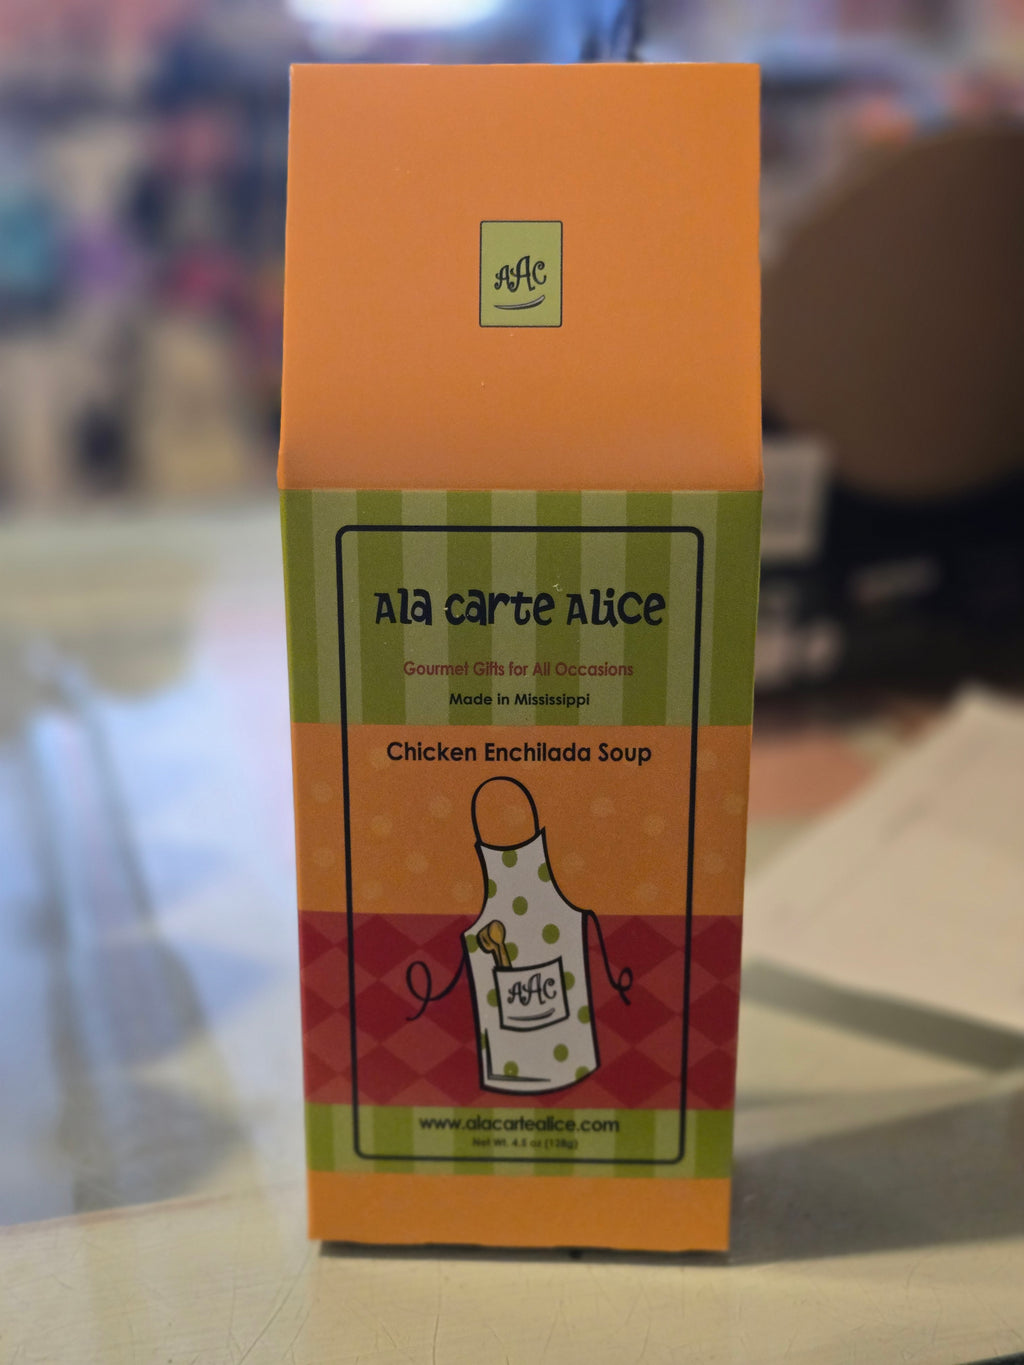 AAC
Ala carte Alice
Gourmet Gifts for All Occasions
Made in Mississippi
Chicken Enchilada Soup
AAC
www.alacartealice.com
Net Wt. 4.5 oz (128g)